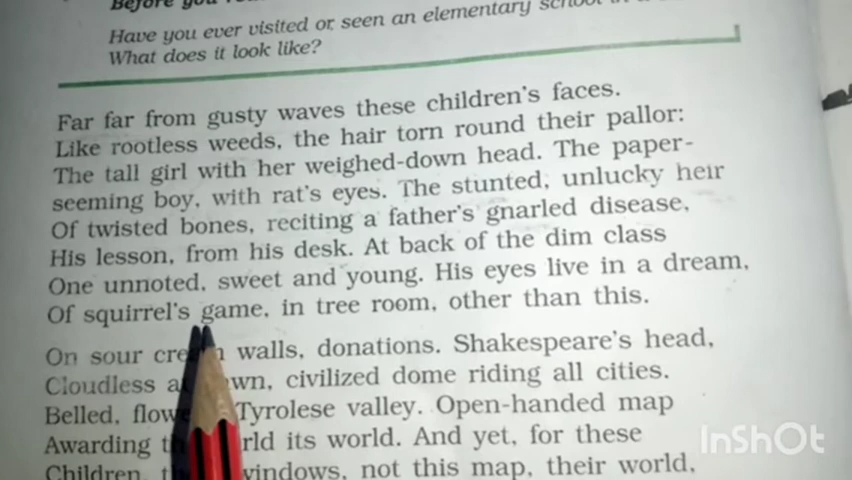 Before you
Have you ever visited or seen an elementary school in a
What does it look like?
Far far from gusty waves these children's faces.
Like rootless weeds, the hair torn round their pallor:
The tall girl with her weighed-down head. The paper-
seeming boy, with rat's eyes. The stunted, unlucky heir
Of twisted bones, reciting a father's gnarled disease,
His lesson, from his desk. At back of the dim class
One unnoted, sweet and young. His eyes live in a dream,
Of squirrel's game, in tree room, other than this.
On sour walls, donations. Shakespeare's head,
Cloudless civilized dome riding all cities.
Belled, Tyrolese valley. Open-handed map
Awarding its world. And yet, for these
Children, windows, not this map, their world,
InShOt